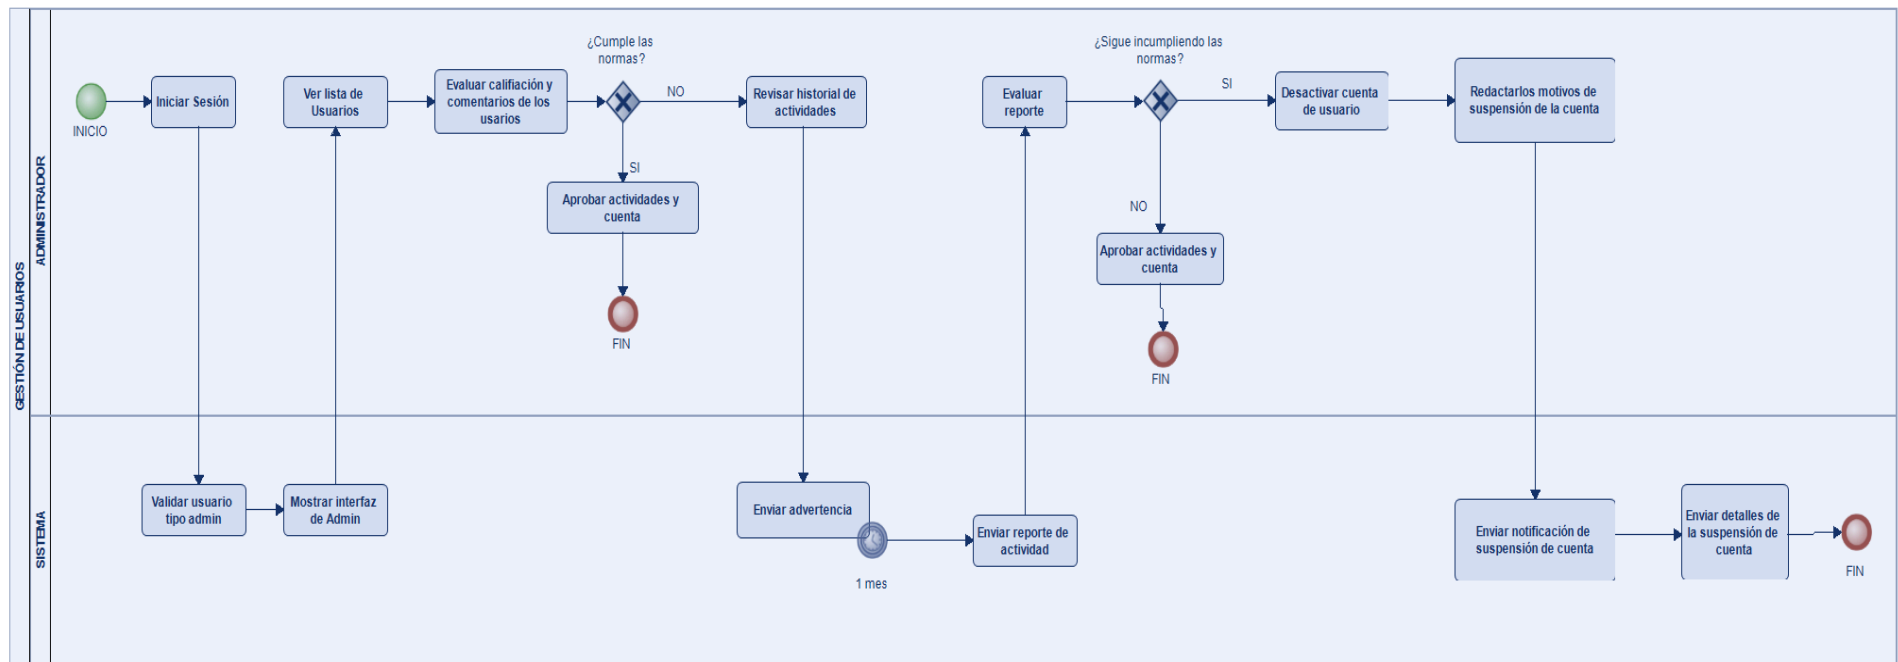 GESTIÓN DE USUARIOS
ADMINISTRADOR
INICIO
Iniciar Sesión
Ver lista de
Usuarios
Evaluar califiación y
comentarios de los
usarios
¿Cumple las
normas?
NO
SI
Aprobar actividades y
cuenta
FIN
Revisar historial de
actividades
Evaluar
reporte
¿Sigue incumpliendo las
normas?
SI
NO
Aprobar actividades y
cuenta
FIN
Desactivar cuenta
de usuario
Redactarlos motivos de
suspensión de la cuenta
SISTEMA
Validar usuario
tipo admin
Mostrar interfaz
de Admin
Enviar advertencia
1 mes
Enviar reporte de
actividad
Enviar notificación de
suspensión de cuenta
Enviar detalles de
la suspensión de
cuenta
FIN